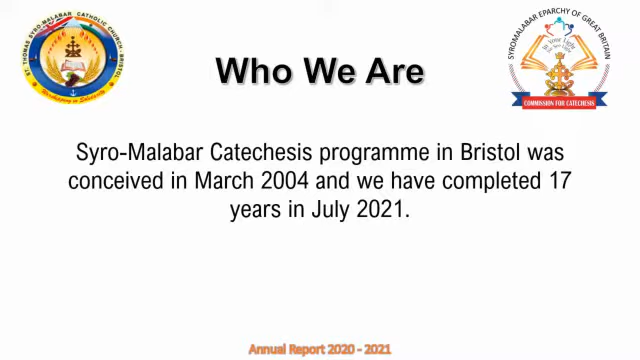 ST. THOMAS SYRO-MALABAR CATHOLIC CHURCH - BRISTOL
SYROMALABAR EPARCHY OF GREAT BRITAIN
COMMISSION FOR CATECHESIS
Who We Are
Syro-Malabar Catechesis programme in Bristol was
conceived in March 2004 and we have completed 17
years in July 2021.
Annual Report 2020 - 2021